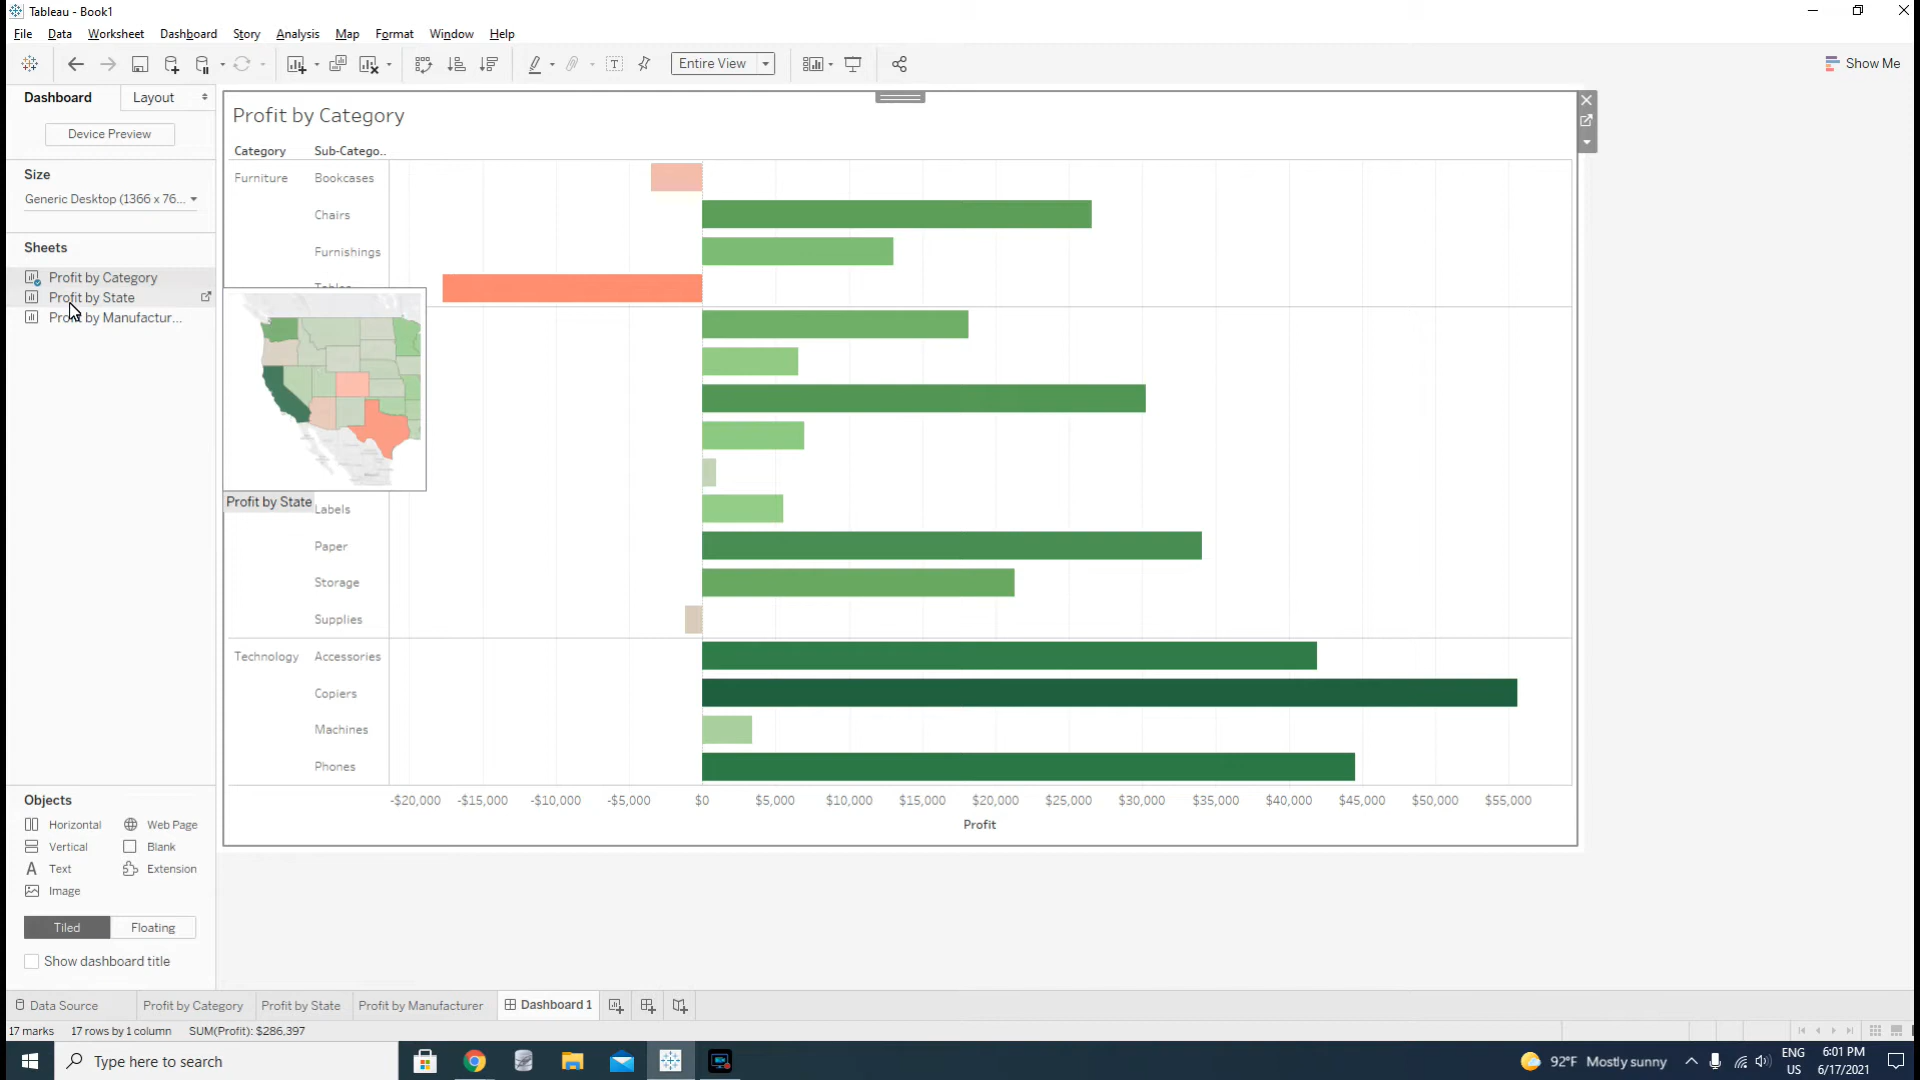 Tableau - Book1
File Data Worksheet Dashboard Story Analysis Map Format Window Help
Entire View
Show Me
Dashboard Layout
Device Preview
Size
Generic Desktop (1366 x 76...
Sheets
Profit by Category
Profit by State
Profit by Manufactur...
Objects
Horizontal Web Page
Vertical Blank
Text Extension
Image
Tiled Floating
Show dashboard title
Profit by Category
Category Sub-Catego..
Furniture Bookcases
Chairs
Furnishings
Tables
Profit by State
Labels
Paper
Storage
Supplies
Technology Accessories
Copiers
Machines
Phones
-$20,000 -$15,000 -$10,000 -$5,000 $0 $5,000 $10,000 $15,000 $20,000 $25,000 $30,000 $35,000 $40,000 $45,000 $50,000 $55,000
Profit
Data Source Profit by Category Profit by State Profit by Manufacturer Dashboard 1
17 marks 17 rows by 1 column SUM(Profit): $286,397
Type here to search
92°F Mostly sunny
ENG
US
6:01 PM
6/17/2021